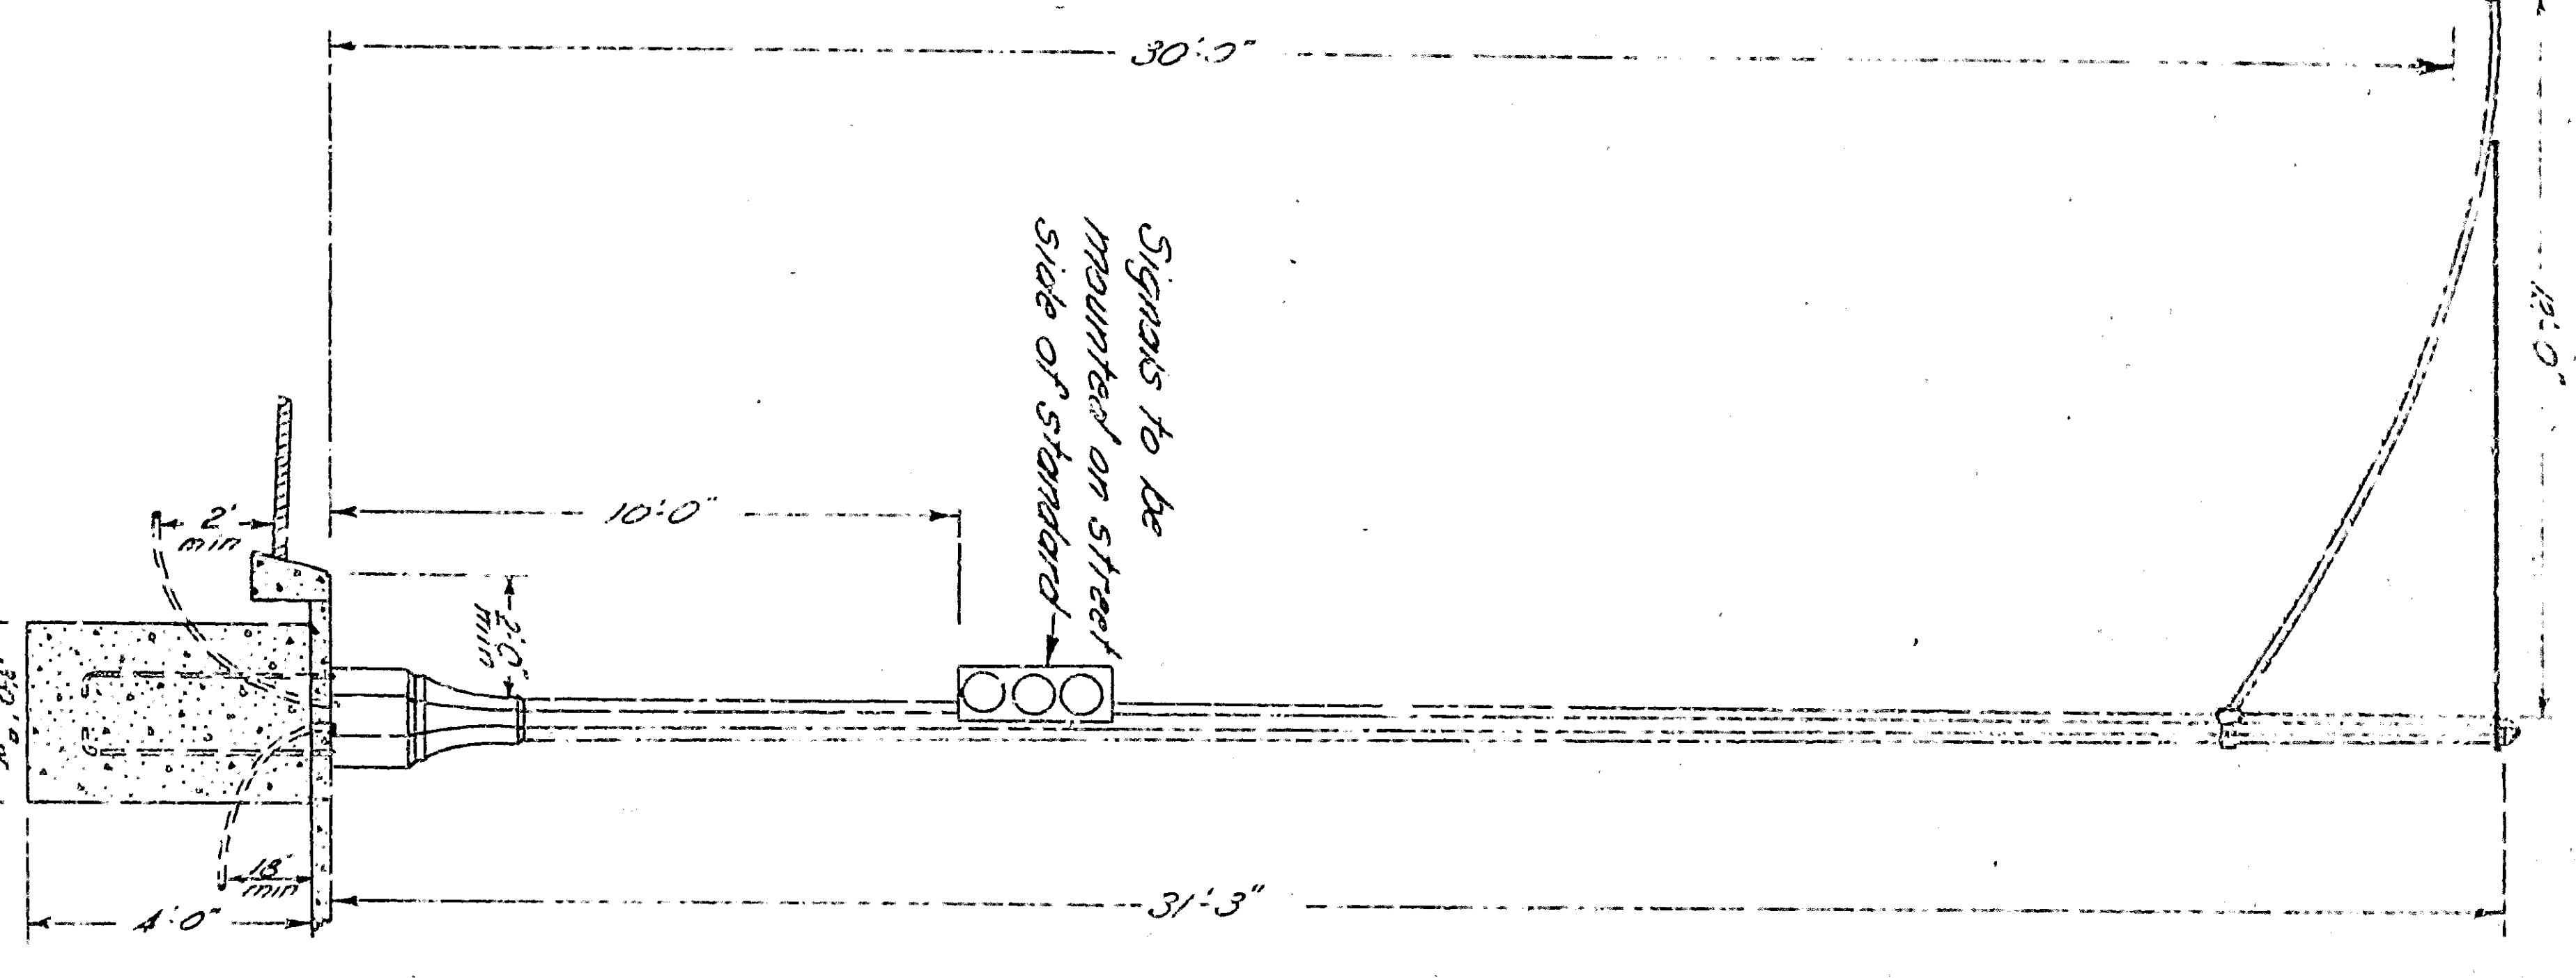 30'-0"
12'-0"
Signals to be
mounted on street
side of standard
10'-0"
2'
min
2'-0"
min
18"
min
4'-0"
31'-3"